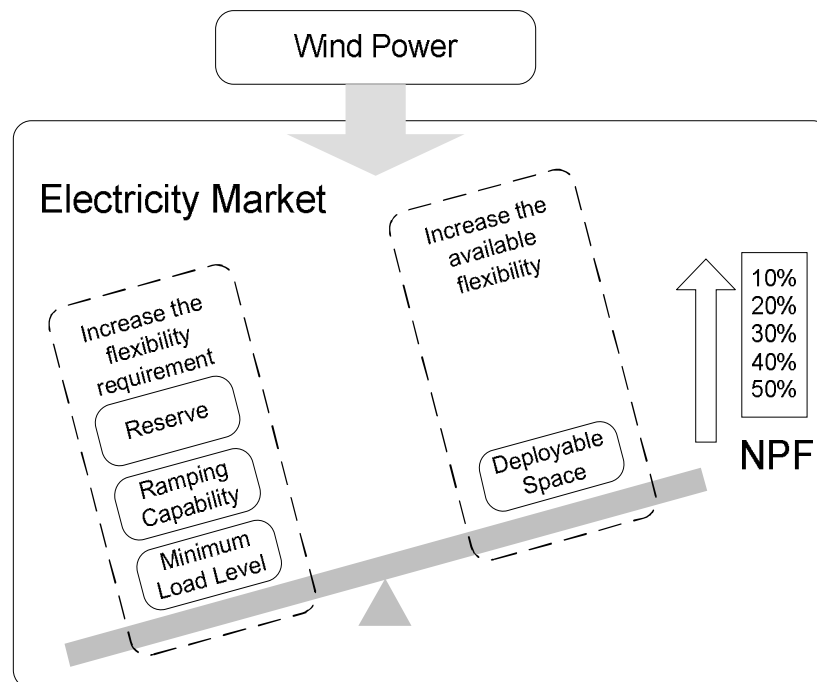 Wind Power
Electricity Market
Increase the
flexibility
requirement
Reserve
Ramping
Capability
Minimum
Load Level
Increase the
available
flexibility
Deployable
Space
10%
20%
30%
40%
50%
NPF